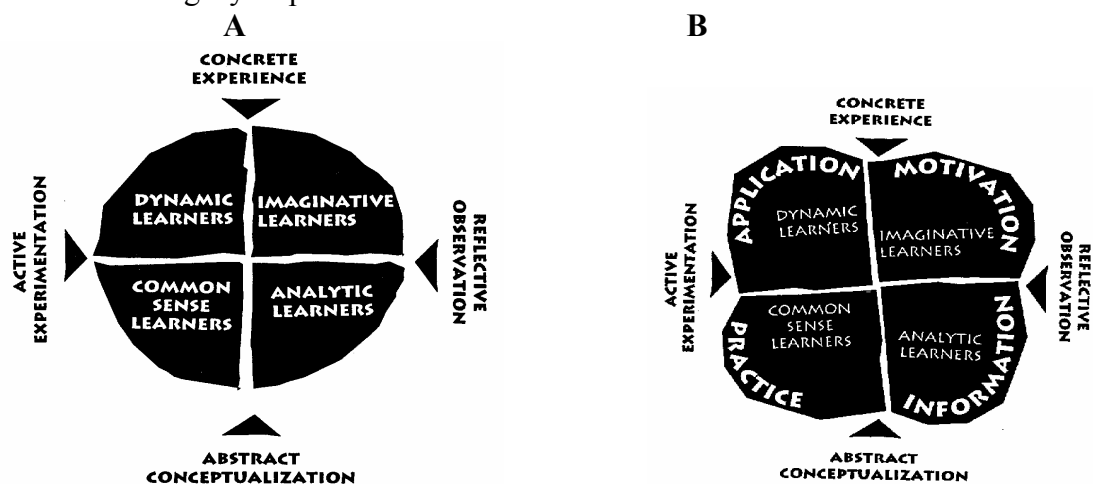 A
CONCRETE
EXPERIENCE
DYNAMIC
LEARNERS
IMAGINATIVE
LEARNERS
ACTIVE
EXPERIMENTATION
REFLECTIVE
OBSERVATION
COMMON
SENSE
LEARNERS
ANALYTIC
LEARNERS
ABSTRACT
CONCEPTUALIZATION
B
CONCRETE
EXPERIENCE
APPLICATION
MOTIVATION
DYNAMIC
LEARNERS
IMAGINATIVE
LEARNERS
ACTIVE
EXPERIMENTATION
REFLECTIVE
OBSERVATION
COMMON
SENSE
LEARNERS
ANALYTIC
LEARNERS
PRACTICE
INFORMATION
ABSTRACT
CONCEPTUALIZATION